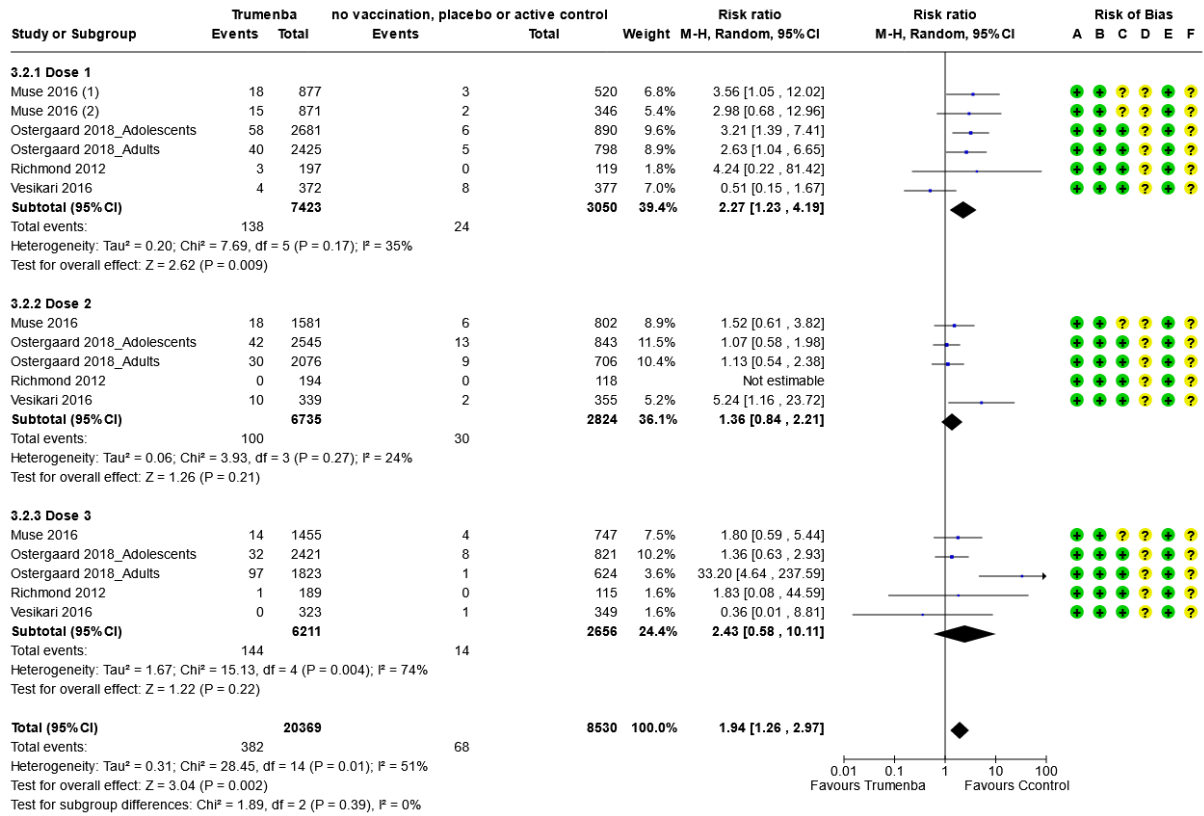 Trumenba no vaccination, placebo or active control Risk ratio Risk ratio Risk of Bias
Study or Subgroup Events Total Events Total Weight M-H, Random, 95% CI M-H, Random, 95% CI A B C D E F
3.2.1 Dose 1
Muse 2016 (1) 18 877 3 520 6.8% 3.56 [1.05 , 12.02] + + ? ? + ?
Muse 2016 (2) 15 871 2 346 5.4% 2.98 [0.68 , 12.96] + + ? ? + ?
Ostergaard 2018_Adolescents 58 2681 6 890 9.6% 3.21 [1.39 , 7.41] + + + ? + ?
Ostergaard 2018_Adults 40 2425 5 798 8.9% 2.63 [1.04 , 6.65] + + + ? + ?
Richmond 2012 3 197 0 119 1.8% 4.24 [0.22 , 81.42] + + + ? + ?
Vesikari 2016 4 372 8 377 7.0% 0.51 [0.15 , 1.67] + + + ? + ?
Subtotal (95% CI) 7423 3050 39.4% 2.27 [1.23 , 4.19]
Total events: 138 24
Heterogeneity: Tau² = 0.20; Chi² = 7.69, df = 5 (P = 0.17); I² = 35%
Test for overall effect: Z = 2.62 (P = 0.009)
3.2.2 Dose 2
Muse 2016 18 1581 6 802 8.9% 1.52 [0.61 , 3.82] + + ? ? + ?
Ostergaard 2018_Adolescents 42 2545 13 843 11.5% 1.07 [0.58 , 1.98] + + + ? + ?
Ostergaard 2018_Adults 30 2076 9 706 10.4% 1.13 [0.54 , 2.38] + + + ? + ?
Richmond 2012 0 194 0 118 Not estimable + + + ? + ?
Vesikari 2016 10 339 2 355 5.2% 5.24 [1.16 , 23.72] + + + ? + ?
Subtotal (95% CI) 6735 2824 36.1% 1.36 [0.84 , 2.21]
Total events: 100 30
Heterogeneity: Tau² = 0.06; Chi² = 3.93, df = 3 (P = 0.27); I² = 24%
Test for overall effect: Z = 1.26 (P = 0.21)
3.2.3 Dose 3
Muse 2016 14 1455 4 747 7.5% 1.80 [0.59 , 5.44] + + ? ? + ?
Ostergaard 2018_Adolescents 32 2421 8 821 10.2% 1.36 [0.63 , 2.93] + + + ? + ?
Ostergaard 2018_Adults 97 1823 1 624 3.6% 33.20 [4.64 , 237.59] + + + ? + ?
Richmond 2012 1 189 0 115 1.5% 1.83 [0.08 , 44.59] + + + ? + ?
Vesikari 2016 0 323 1 349 1.6% 0.36 [0.01 , 8.81] + + + ? + ?
Subtotal (95% CI) 6211 2656 24.4% 2.43 [0.58 , 10.11]
Total events: 144 14
Heterogeneity: Tau² = 1.67; Chi² = 15.13, df = 4 (P = 0.004); I² = 74%
Test for overall effect: Z = 1.22 (P = 0.22)
Total (95% CI) 20369 8530 100.0% 1.94 [1.26 , 2.97]
Total events: 382 68
Heterogeneity: Tau² = 0.31; Chi² = 28.45, df = 14 (P = 0.01); I² = 51%
0.01 0.1 1 10 100
Test for overall effect: Z = 3.04 (P = 0.002)
Favours Trumenba Favours Ccontrol
Test for subgroup differences: Chi² = 1.89, df = 2 (P = 0.39), I² = 0%